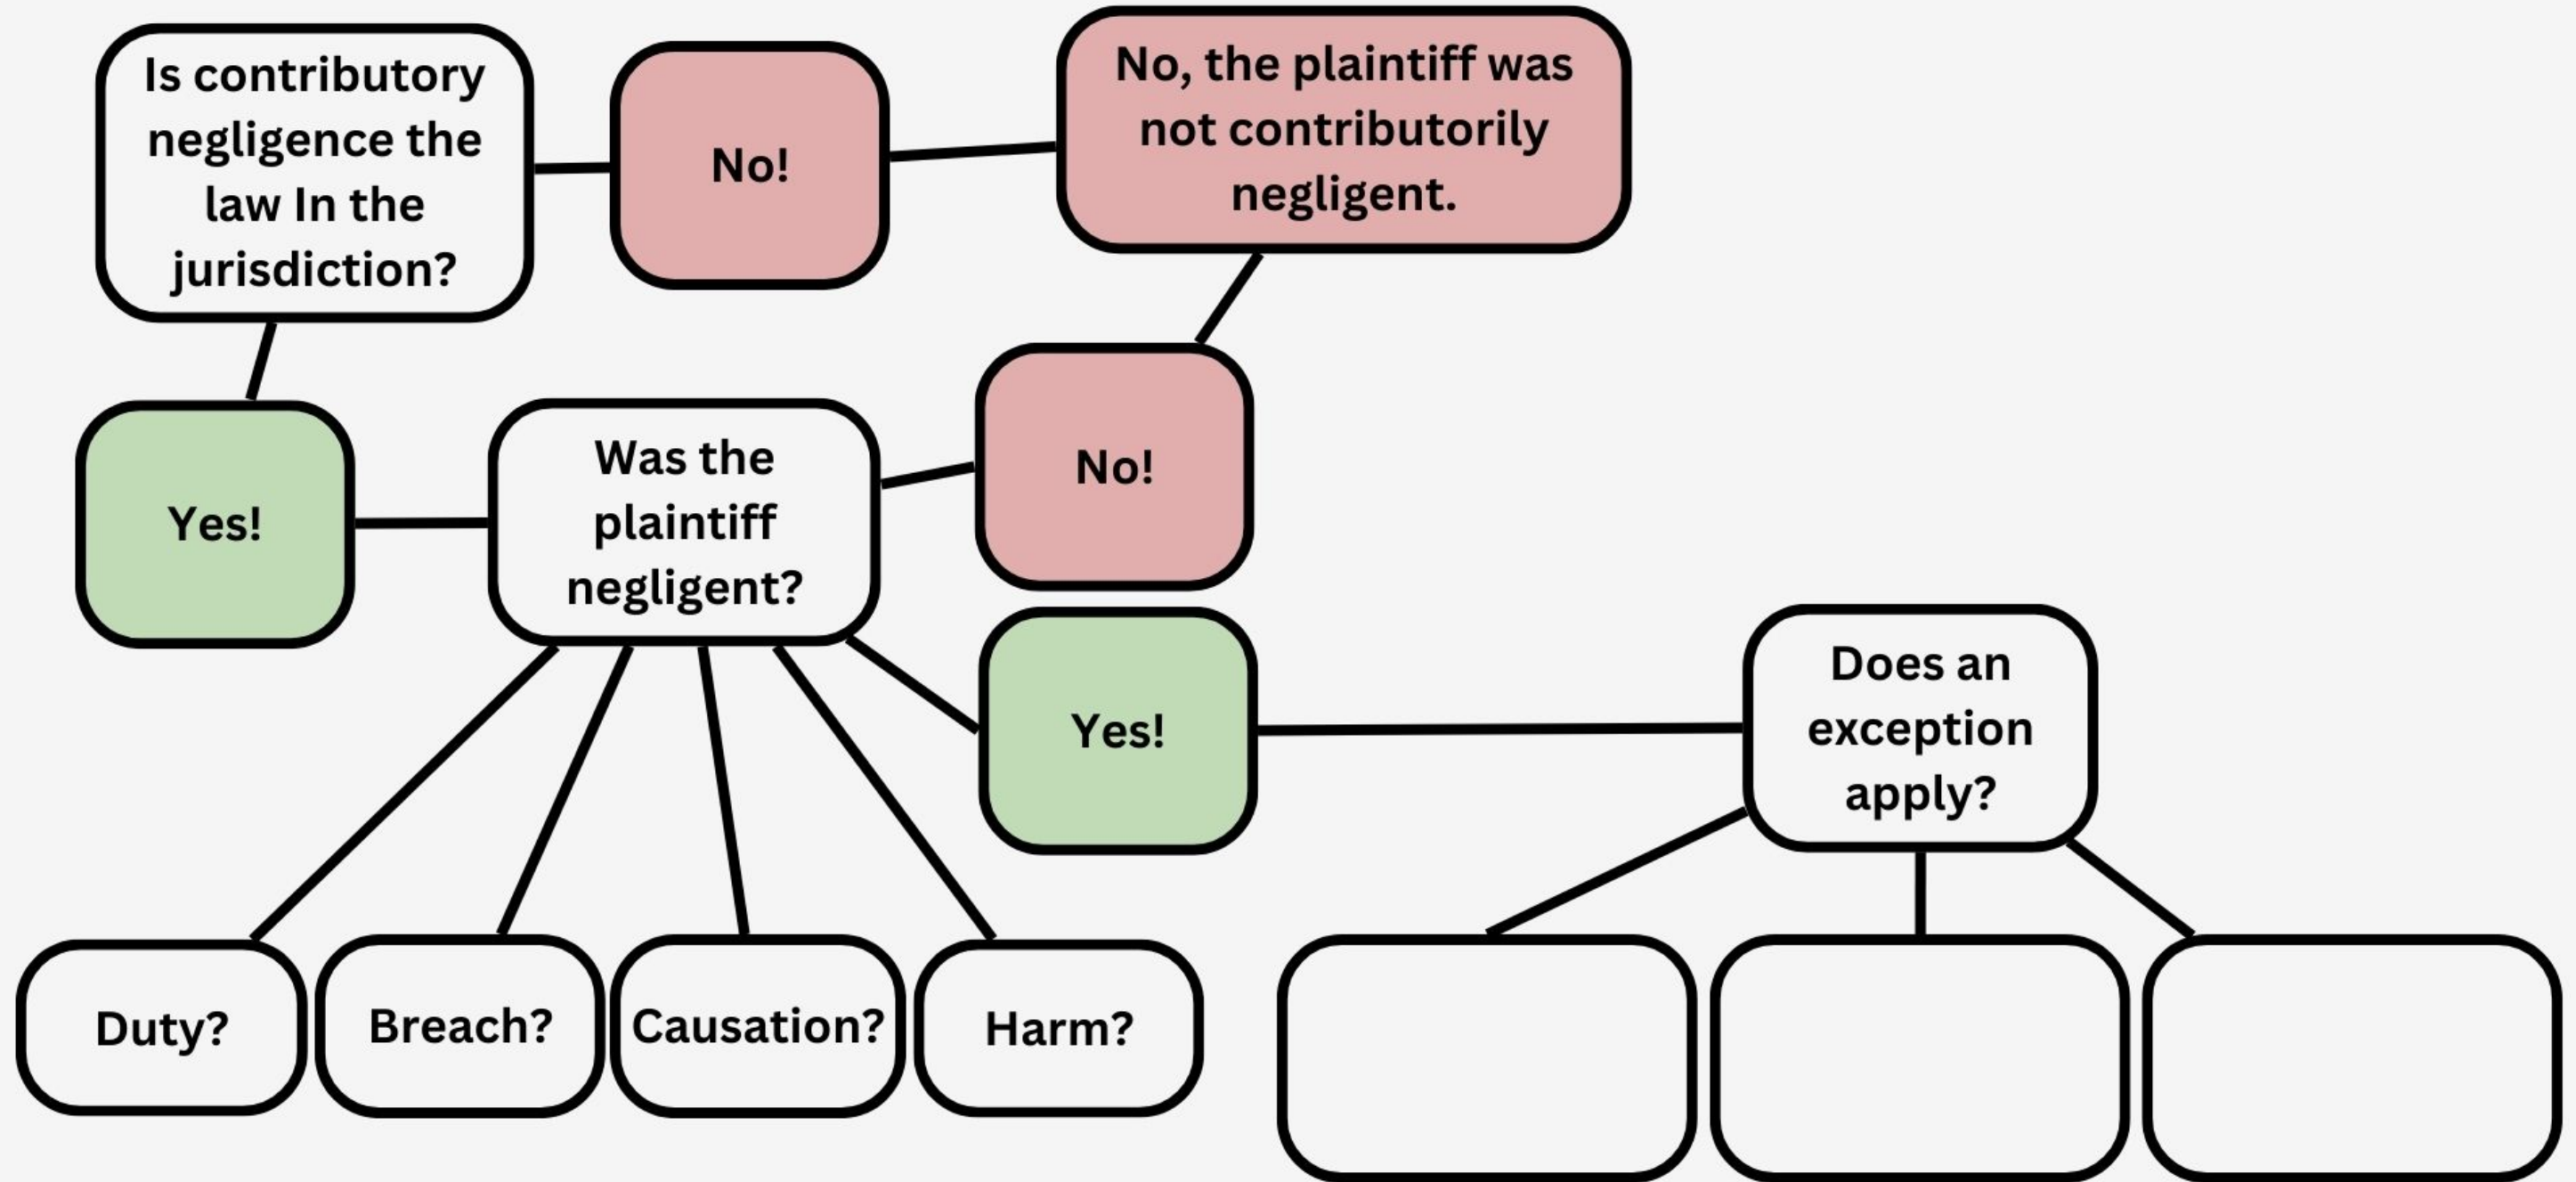 Is contributory
negligence the
law In the
jurisdiction?
No!
No, the plaintiff was
not contributorily
negligent.
Yes!
Was the
plaintiff
negligent?
No!
Yes!
Does an
exception
apply?
Duty?
Breach?
Causation?
Harm?